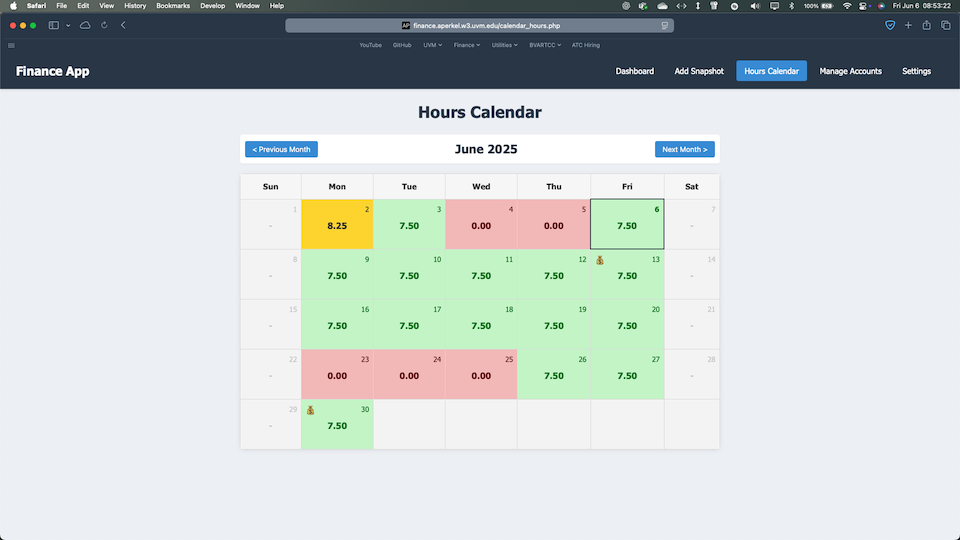 Safari File Edit View History Bookmarks Develop Window Help 100% Fri Jun 6 08:53:22
AP finance.aperkel.w3.uvm.edu/calendar_hours.php
YouTube GitHub UVM Finance Utilities BVARTCC ATC Hiring
Finance App Dashboard Add Snapshot Hours Calendar Manage Accounts Settings
Hours Calendar
< Previous Month June 2025 Next Month >
Sun Mon Tue Wed Thu Fri Sat
1 2 3 4 5 6 7
- 8.25 7.50 0.00 0.00 7.50 -
8 9 10 11 12 13 14
- 7.50 7.50 7.50 7.50 7.50 -
15 16 17 18 19 20 21
- 7.50 7.50 7.50 7.50 7.50 -
22 23 24 25 26 27 28
- 0.00 0.00 0.00 7.50 7.50 -
29 30
- 7.50